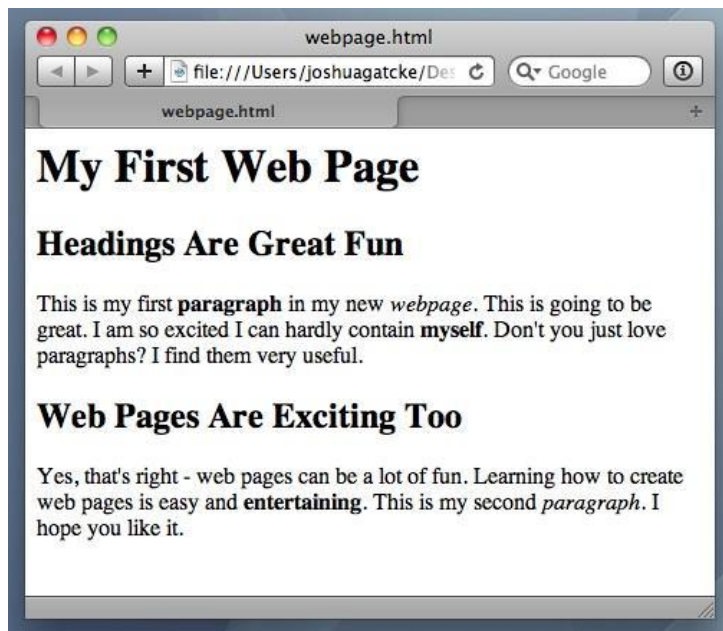 webpage.html
file:///Users/joshuagatcke/Des
Google
webpage.html
My First Web Page
Headings Are Great Fun
This is my first paragraph in my new webpage. This is going to be
great. I am so excited I can hardly contain myself. Don't you just love
paragraphs? I find them very useful.
Web Pages Are Exciting Too
Yes, that's right - web pages can be a lot of fun. Learning how to create
web pages is easy and entertaining. This is my second paragraph. I
hope you like it.